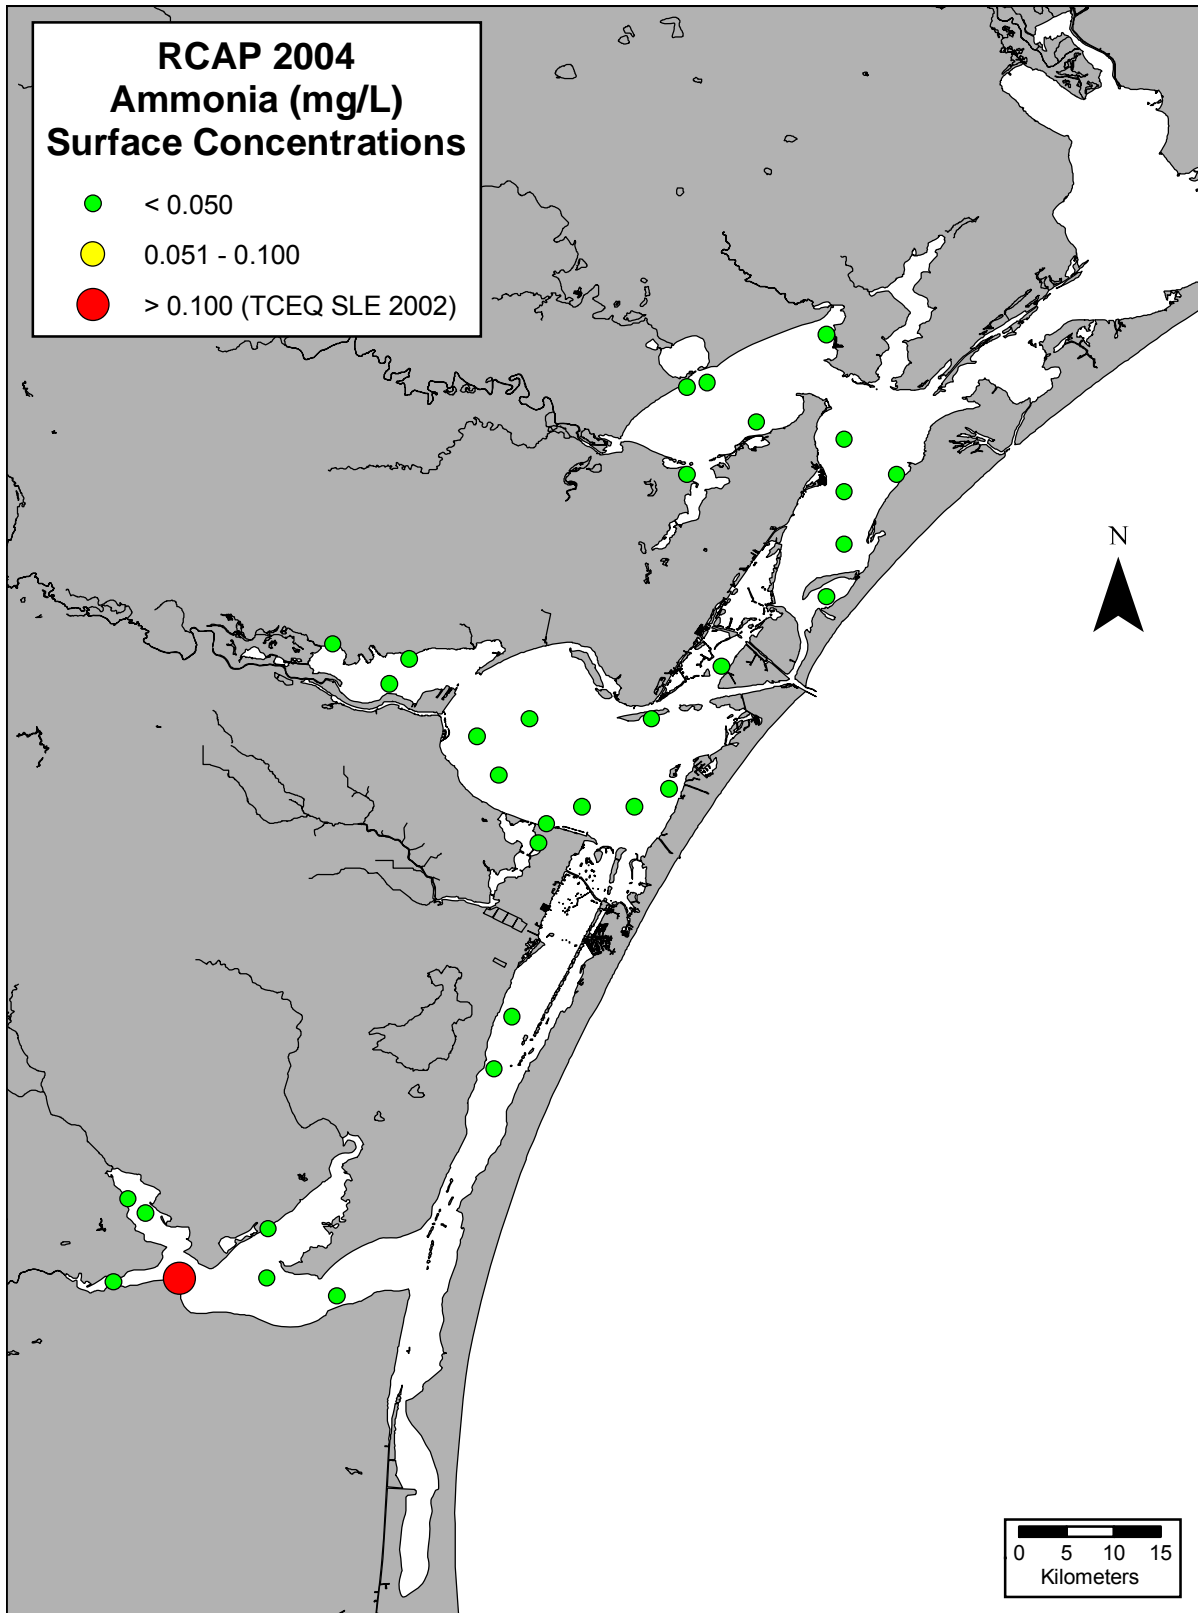 RCAP 2004
Ammonia (mg/L)
Surface Concentrations
< 0.050
0.051 - 0.100
> 0.100 (TCEQ SLE 2002)
N
0 5 10 15
Kilometers